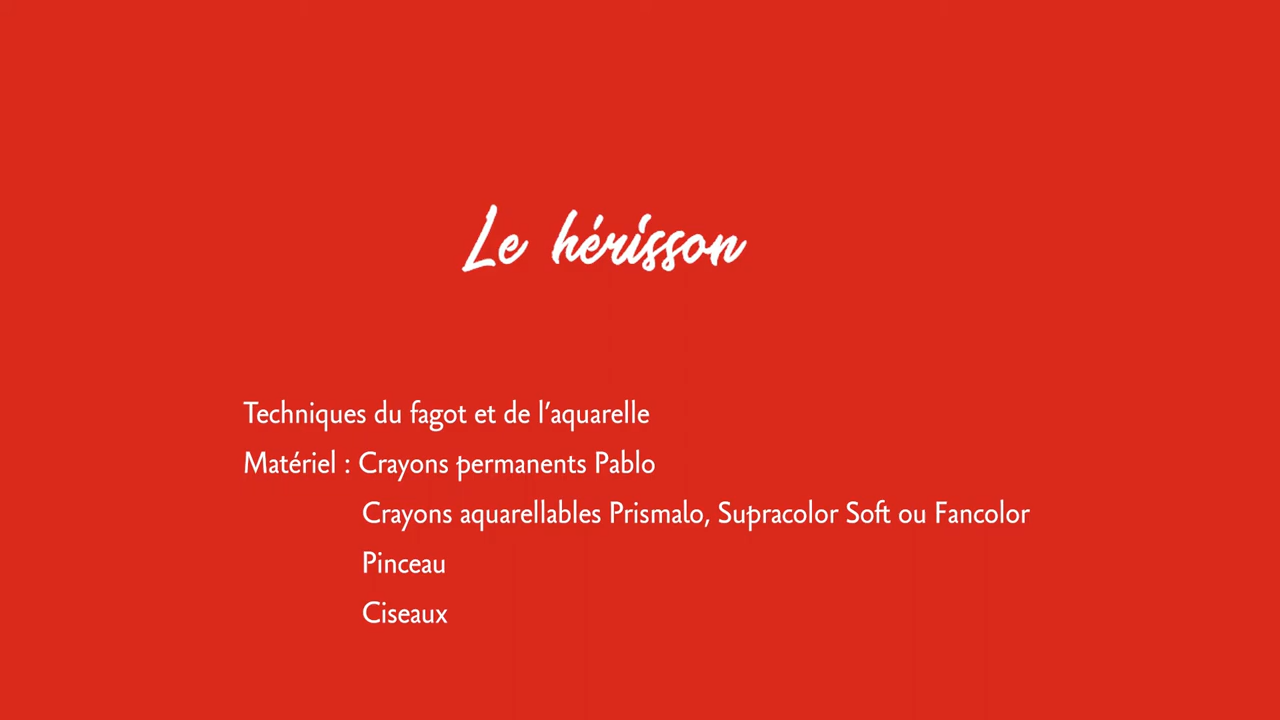 Le hérisson
Techniques du fagot et de l'aquarelle
Matériel : Crayons permanents Pablo
Crayons aquarellables Prismalo, Supracolor Soft ou Fancolor
Pinceau
Ciseaux